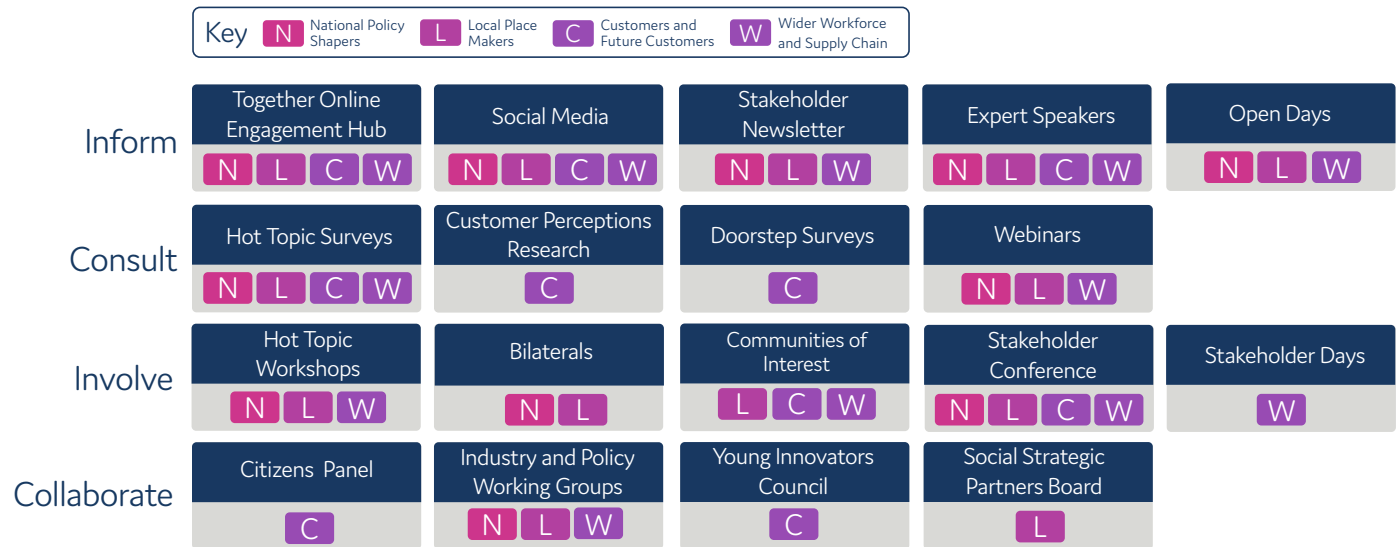 Key
N National Policy
Shapers
L Local Place
Makers
C Customers and
Future Customers
W Wider Workforce
and Supply Chain
Inform
Together Online
Engagement Hub
N L C W
Social Media
N L C W
Stakeholder
Newsletter
N L W
Expert Speakers
N L C W
Open Days
N L W
Consult
Hot Topic Surveys
N L C W
Customer Perceptions
Research
C
Doorstep Surveys
C
Webinars
N L W
Involve
Hot Topic
Workshops
N L W
Bilaterals
N L
Communities of
Interest
L C W
Stakeholder
Conference
N L C W
Stakeholder Days
W
Collaborate
Citizens Panel
C
Industry and Policy
Working Groups
N L W
Young Innovators
Council
C
Social Strategic
Partners Board
L